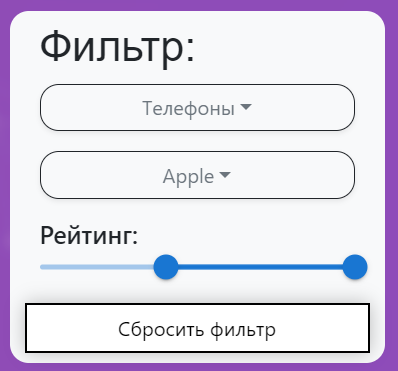 Фильтр:
Телефоны
Apple
Рейтинг:
Сбросить фильтр